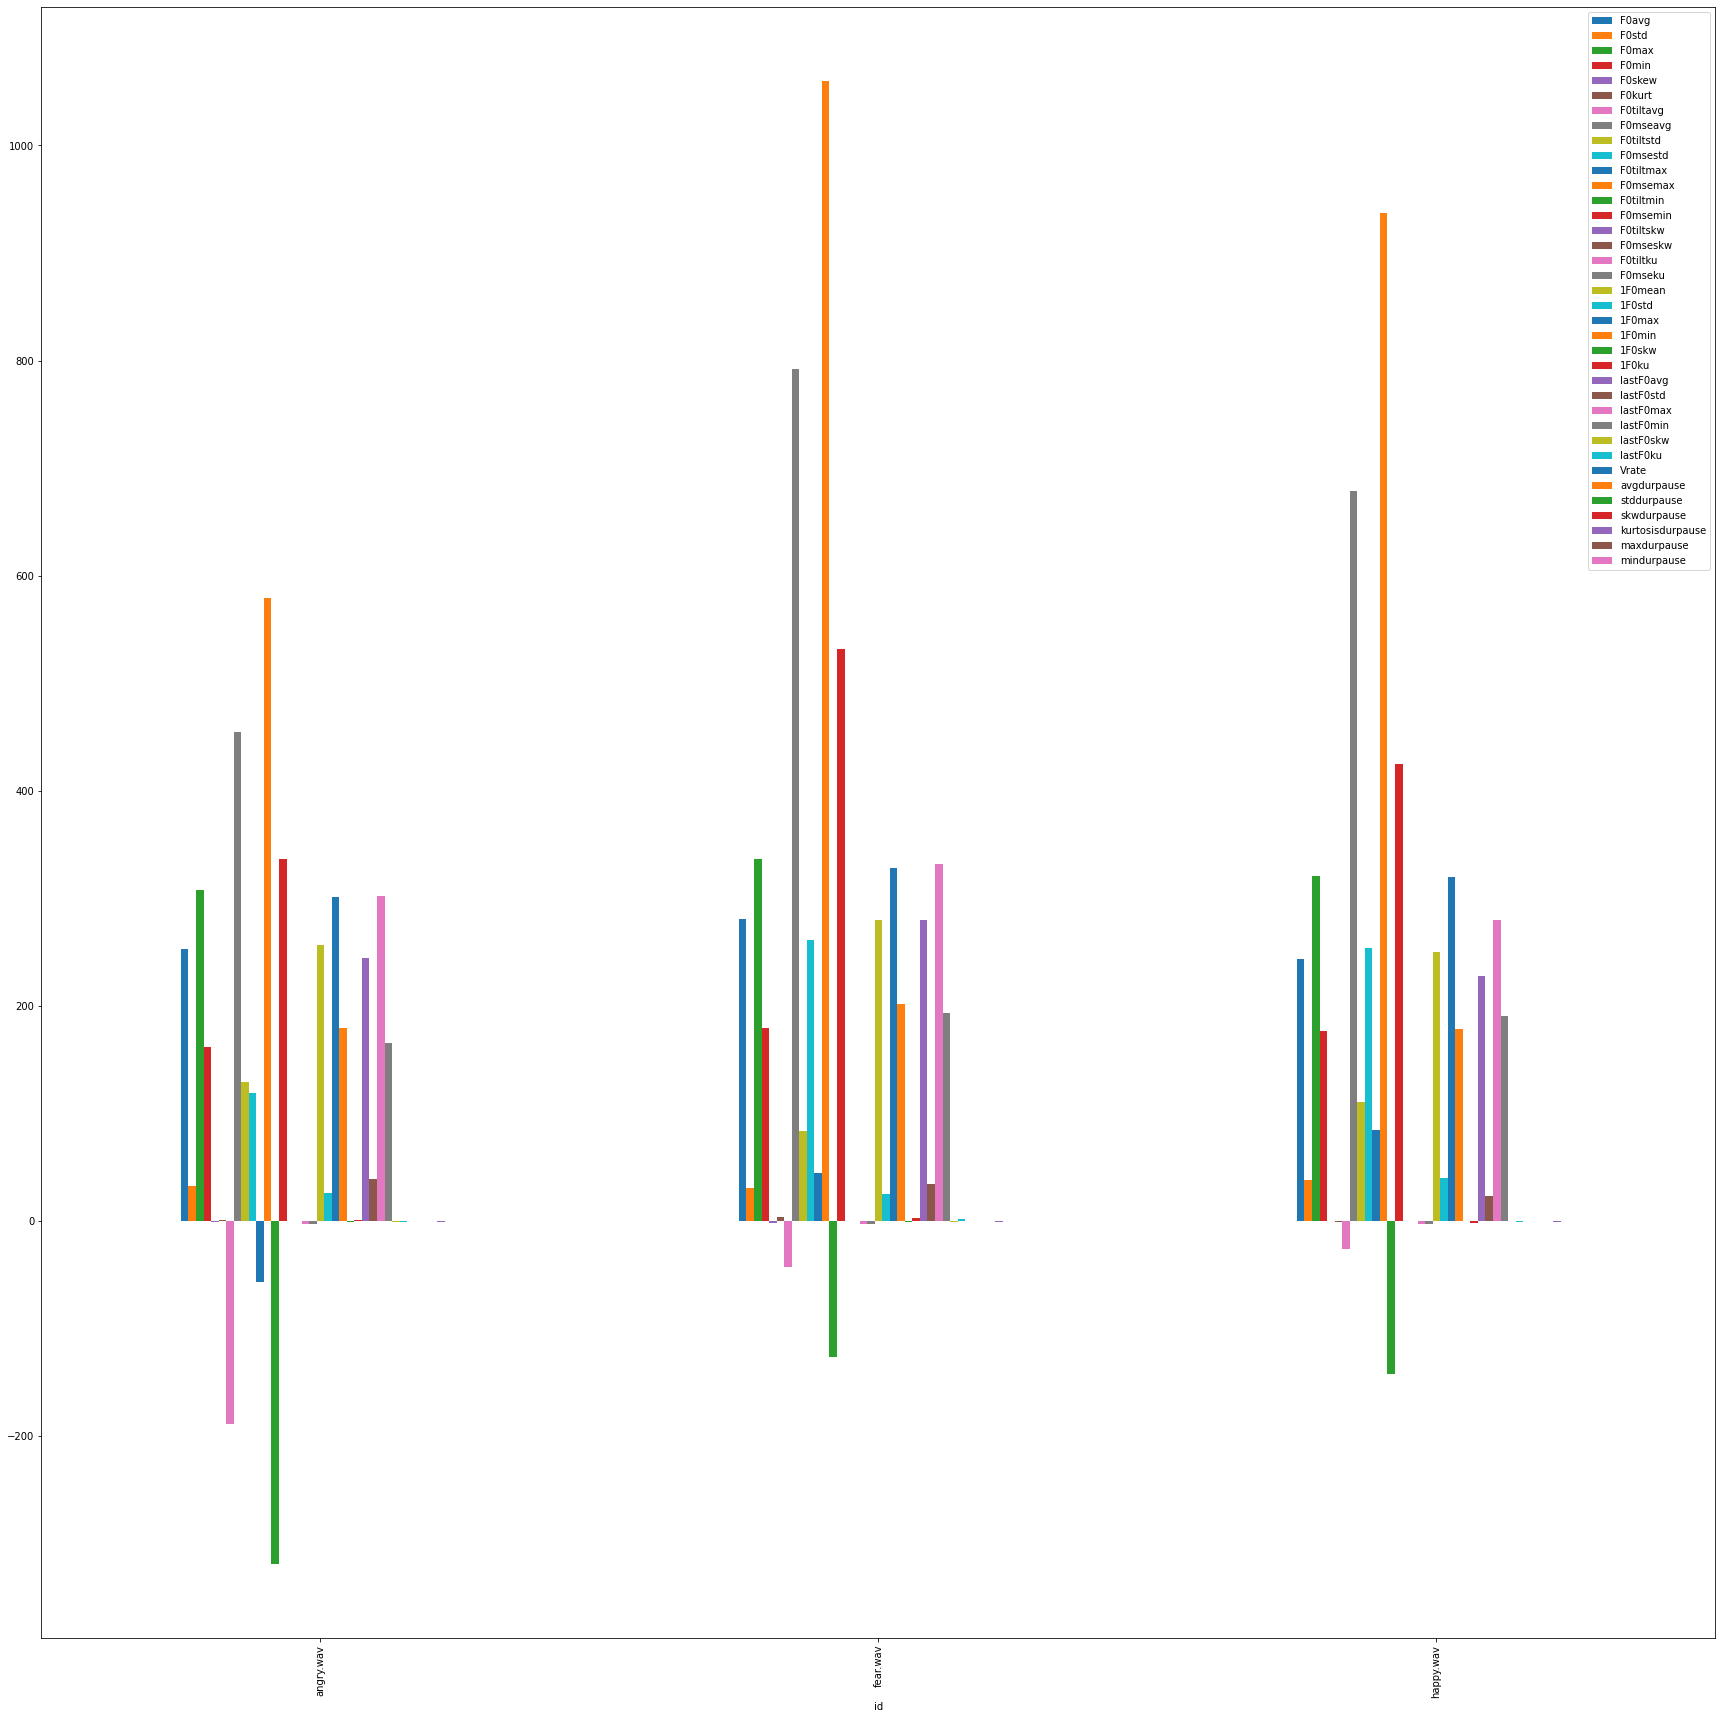 F0avg
F0std
F0max
F0min
F0skew
F0kurt
F0tiltavg
F0mseavg
F0tiltstd
F0msestd
F0tiltmax
F0msemax
F0tiltmin
F0msemin
F0tiltskw
F0mseskw
F0tiltku
F0mseku
1F0mean
1F0std
1F0max
1F0min
1F0skw
1F0ku
lastF0avg
lastF0std
lastF0max
lastF0min
lastF0skw
lastF0ku
Vrate
avgdurpause
stddurpause
skwdurpause
kurtosisdurpause
maxdurpause
mindurpause
1000
800
600
400
200
0
−200
angry.wav
fear.wav
happy.wav
id